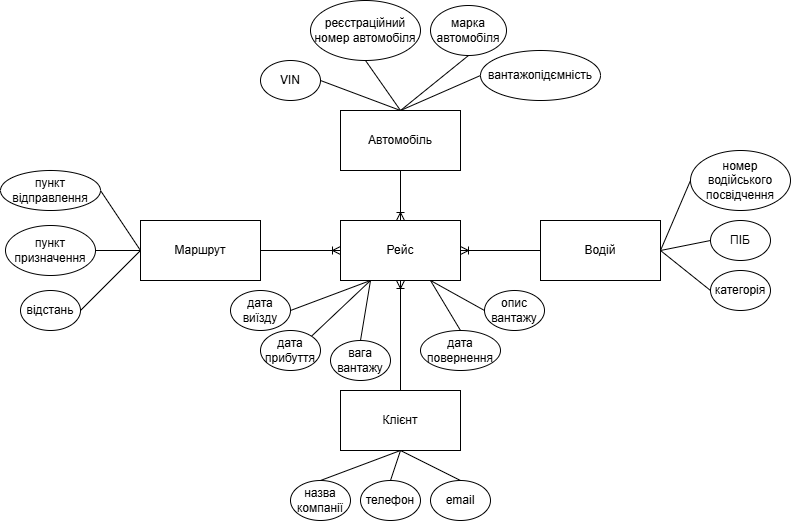 реєстраційний
номер автомобіля
марка
автомобіля
VIN
вантажопідємність
Автомобіль
пункт
відправлення
пункт
призначення
відстань
Маршрут
Рейс
Водій
номер
водійського
посвідчення
ПІБ
категорія
дата
виїзду
дата
прибуття
вага
вантажу
опис
вантажу
дата
повернення
Клієнт
назва
компанії
телефон
email